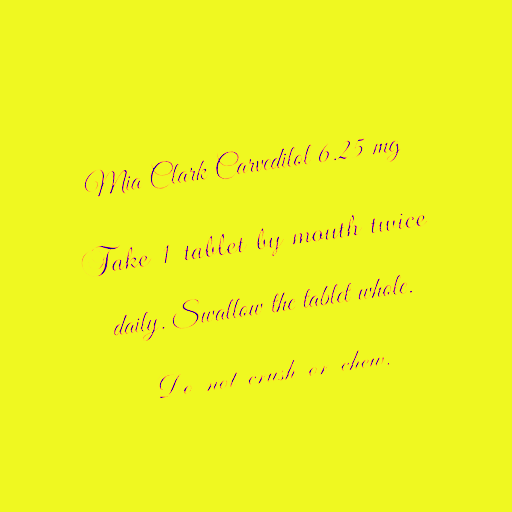 Mia Clark Carvedilol 6.25 mg
Take 1 tablet by mouth twice
daily. Swallow the tablet whole.
Do not crush or chew.